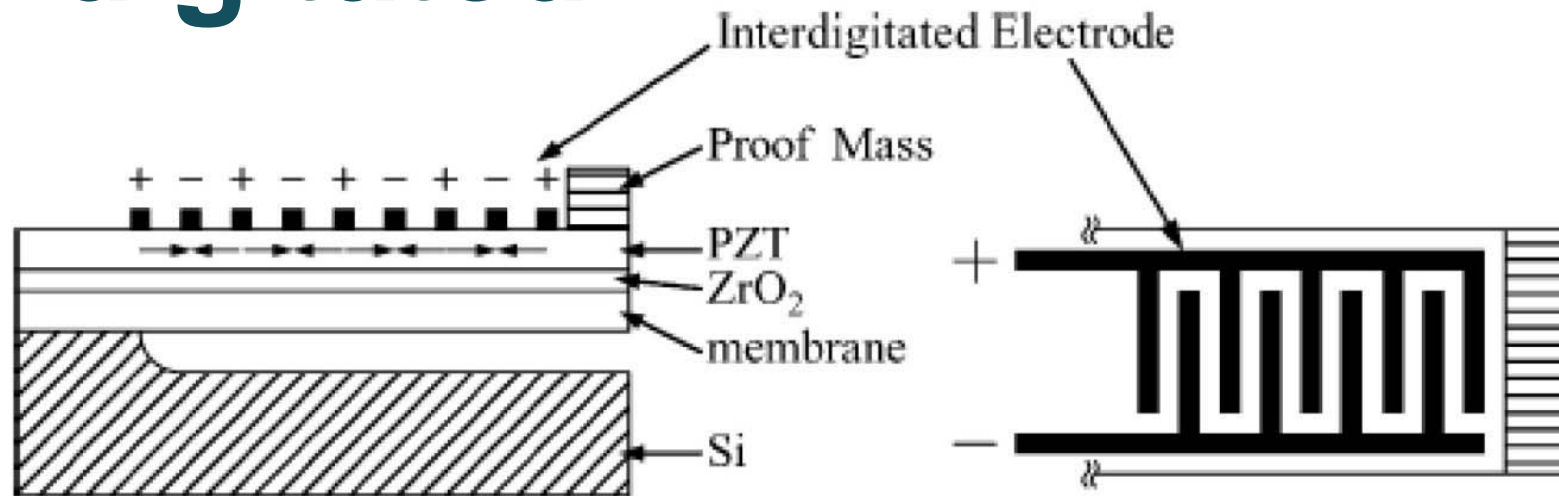 Interdigitated Electrode
Proof Mass
+ − + − + − + − +
PZT
ZrO₂
membrane
Si
+
−